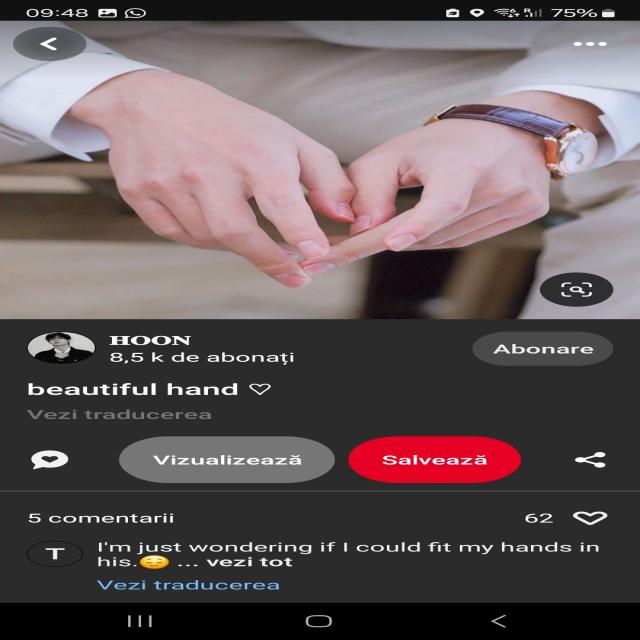 09:48
75%
HOON
8,5 k de abonați
Abonare
beautiful hand ♡
Vezi traducerea
Vizualizează
Salvează
5 comentarii
62
T
I'm just wondering if I could fit my hands in
his.😌 ... vezi tot
Vezi traducerea